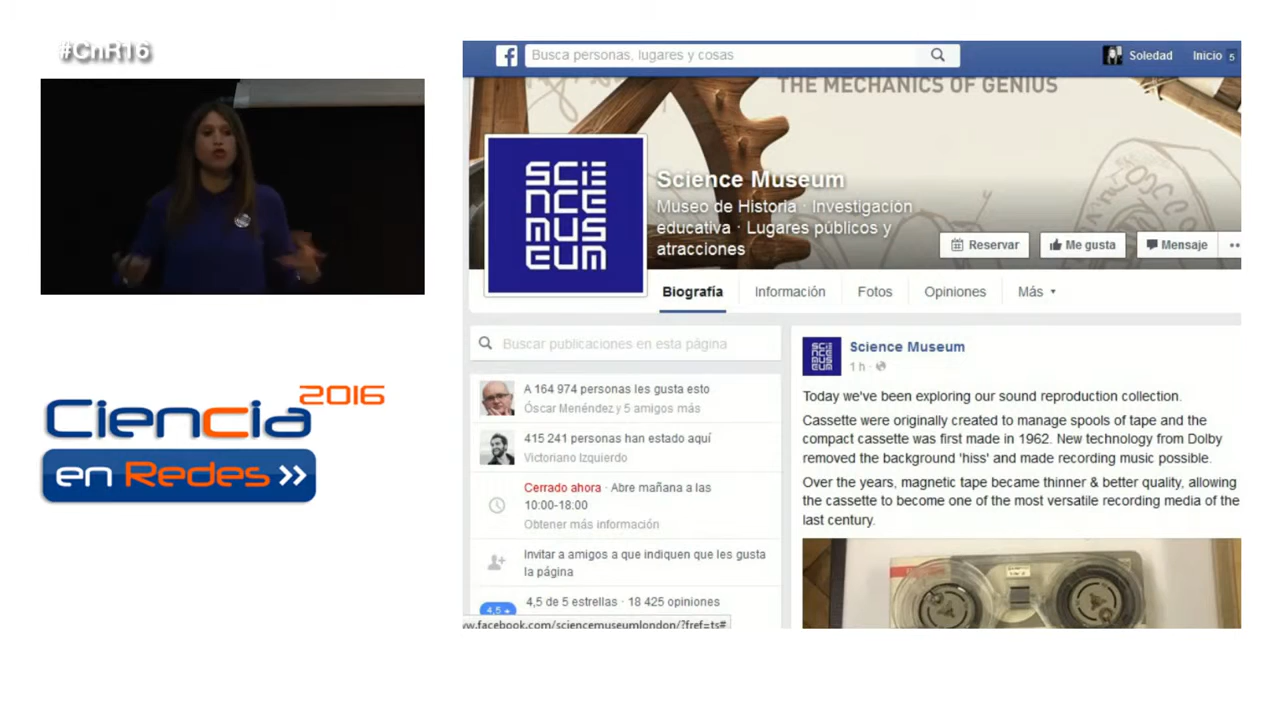 #CnR16
Ciencia 2016
en Redes >>
Busca personas, lugares y cosas
Soledad
Inicio 5
THE MECHANICS OF GENIUS
SCIENCE MUSEUM
Science Museum
Museo de Historia · Investigación
educativa · Lugares públicos y
atracciones
Reservar
Me gusta
Mensaje
Biografía
Información
Fotos
Opiniones
Más
Buscar publicaciones en esta página
A 164 974 personas les gusta esto
Óscar Menéndez y 5 amigos más
415 241 personas han estado aquí
Victoriano Izquierdo
Cerrado ahora · Abre mañana a las
10:00-18:00
Obtener más información
Invitar a amigos a que indiquen que les gusta
la página
4,5
4,5 de 5 estrellas · 18 425 opiniones
w.facebook.com/sciencemuseumlondon/?fref=ts#
SCIENCE MUSEUM
Science Museum
1 h ·
Today we've been exploring our sound reproduction collection.
Cassette were originally created to manage spools of tape and the
compact cassette was first made in 1962. New technology from Dolby
removed the background 'hiss' and made recording music possible.
Over the years, magnetic tape became thinner & better quality, allowing
the cassette to become one of the most versatile recording media of the
last century.